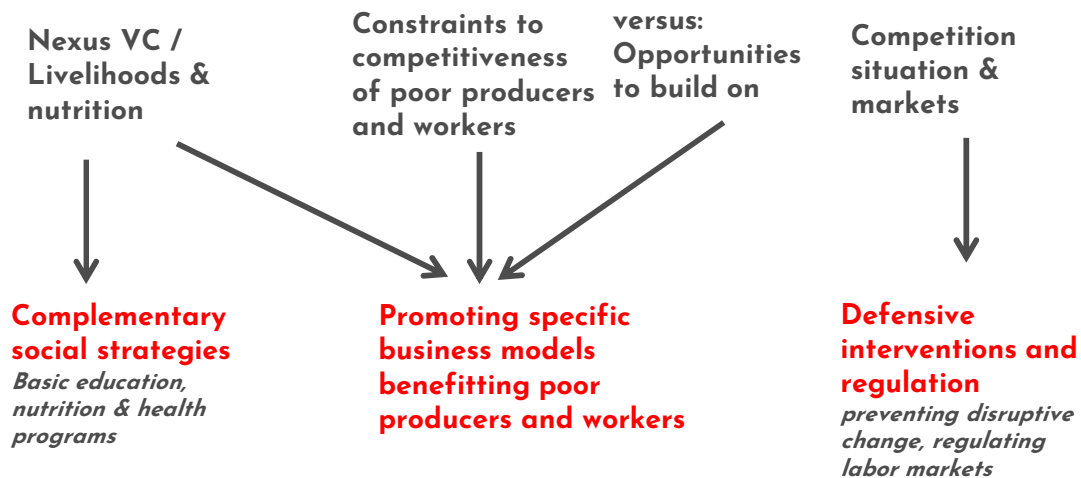 Nexus VC /
Livelihoods &
nutrition
Constraints to
competitiveness
of poor producers
and workers
versus:
Opportunities
to build on
Competition
situation &
markets
Complementary
social strategies
Basic education,
nutrition & health
programs
Promoting specific
business models
benefitting poor
producers and workers
Defensive
interventions and
regulation
preventing disruptive
change, regulating
labor markets